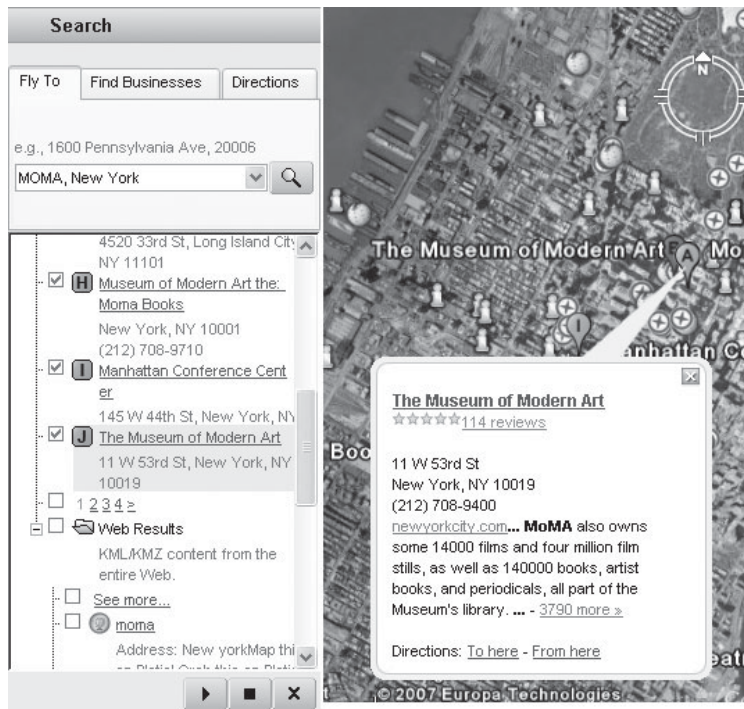 Search
Fly To
Find Businesses
Directions
e.g., 1600 Pennsylvania Ave, 20006
MOMA, New York
4520 33rd St, Long Island City
NY 11101
H Museum of Modern Art the:
Moma Books
New York, NY 10001
(212) 708-9710
I Manhattan Conference Cent
er
145 W 44th St, New York, NY
J The Museum of Modern Art
11 W 53rd St, New York, NY
10019
1 2 3 4 >
Web Results
KML/KMZ content from the
entire Web.
See more...
moma
Address: New yorkMap thi
N
The Museum of Modern Art
A
Mo
I
anhattan C
Boo
The Museum of Modern Art
114 reviews
11 W 53rd St
New York, NY 10019
(212) 708-9400
newyorkcity.com... MoMA also owns
some 14000 films and four million film
stills, as well as 140000 books, artist
books, and periodicals, all part of the
Museum's library. ... - 3790 more »
Directions: To here - From here
eat
© 2007 Europa Technologies